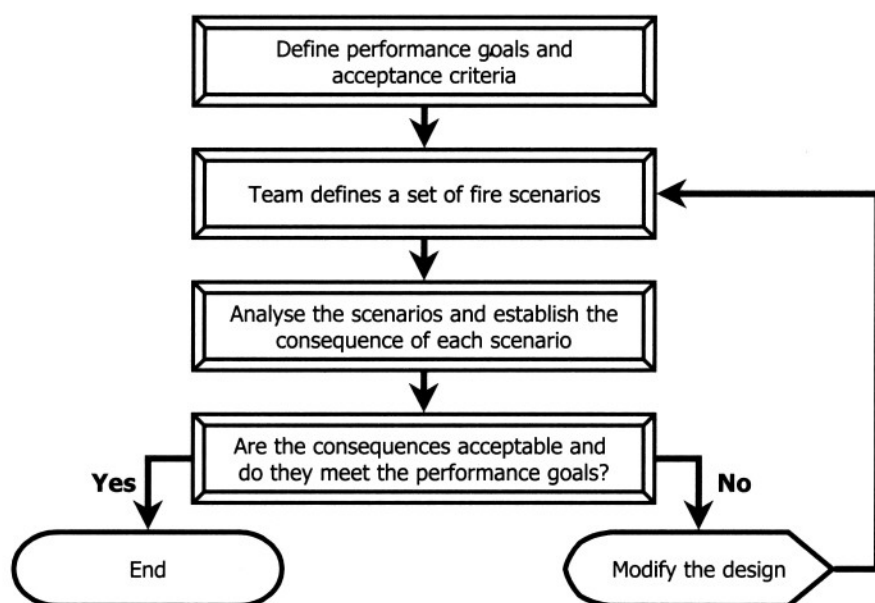 Define performance goals and
acceptance criteria
Team defines a set of fire scenarios
Analyse the scenarios and establish the
consequence of each scenario
Are the consequences acceptable and
do they meet the performance goals?
Yes
No
End
Modify the design